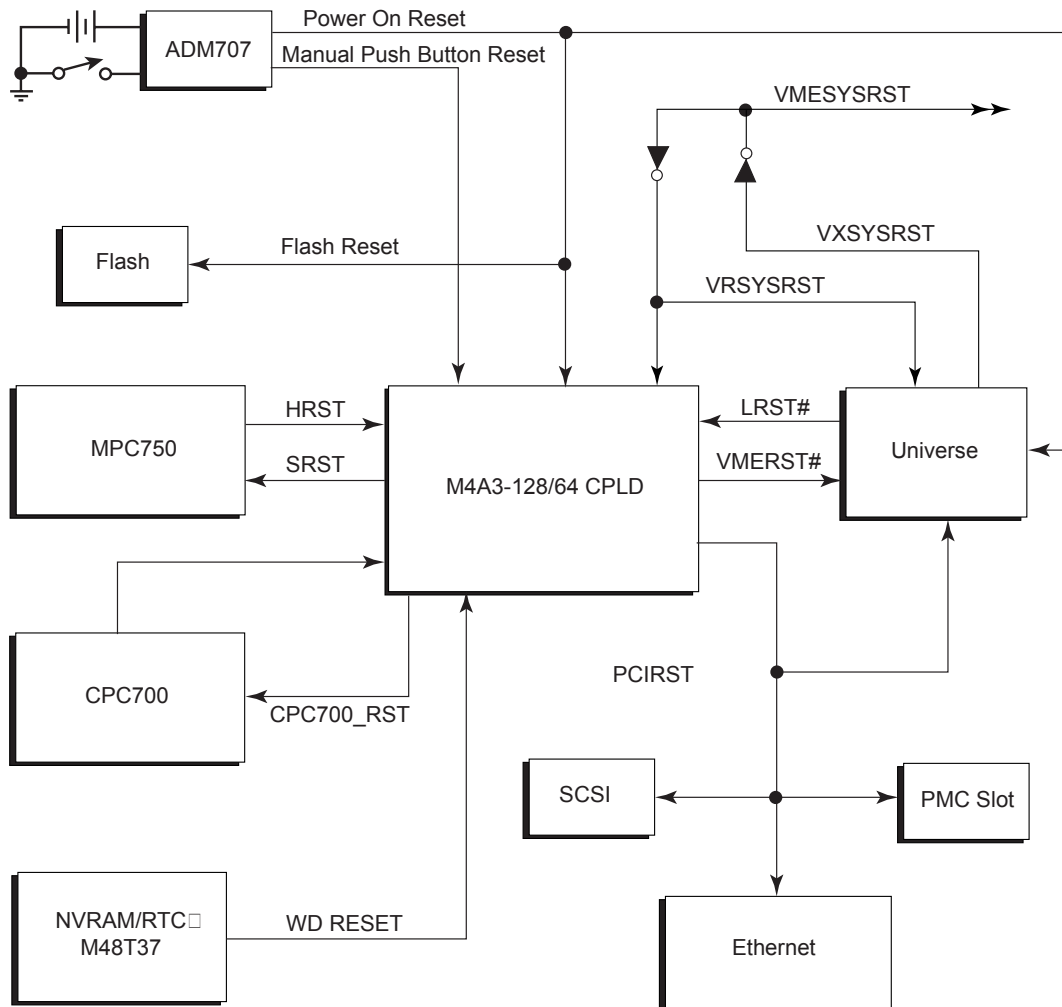 Power On Reset
ADM707
Manual Push Button Reset
VMESYSRST
Flash
Flash Reset
VXSYSRST
VRSYSRST
MPC750
HRST
SRST
M4A3-128/64 CPLD
LRST#
VMERST#
Universe
CPC700
CPC700_RST
PCIRST
SCSI
PMC Slot
NVRAM/RTC□
M48T37
WD RESET
Ethernet